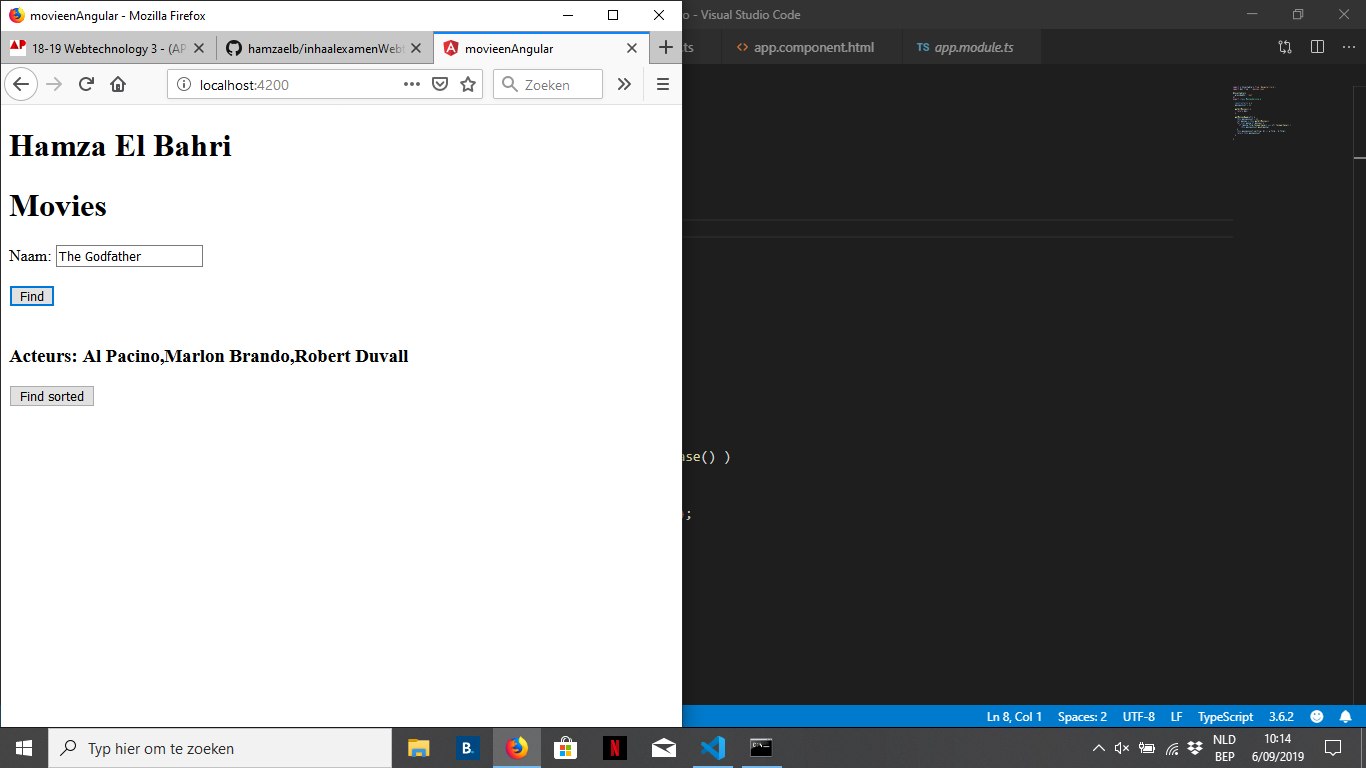 movieenAngular - Mozilla Firefox
18-19 Webtechnology 3 - (AP
hamzaelb/inhaalexamenWebt
movieenAngular
localhost:4200
Zoeken
Hamza El Bahri
Movies
Naam: The Godfather
Find
Acteurs: Al Pacino,Marlon Brando,Robert Duvall
Find sorted
o - Visual Studio Code
ts
app.component.html
TS app.module.ts
ase() )
);
Ln 8, Col 1 Spaces: 2 UTF-8 LF TypeScript 3.6.2
Typ hier om te zoeken
B.
N
NLD
BEP
10:14
6/09/2019